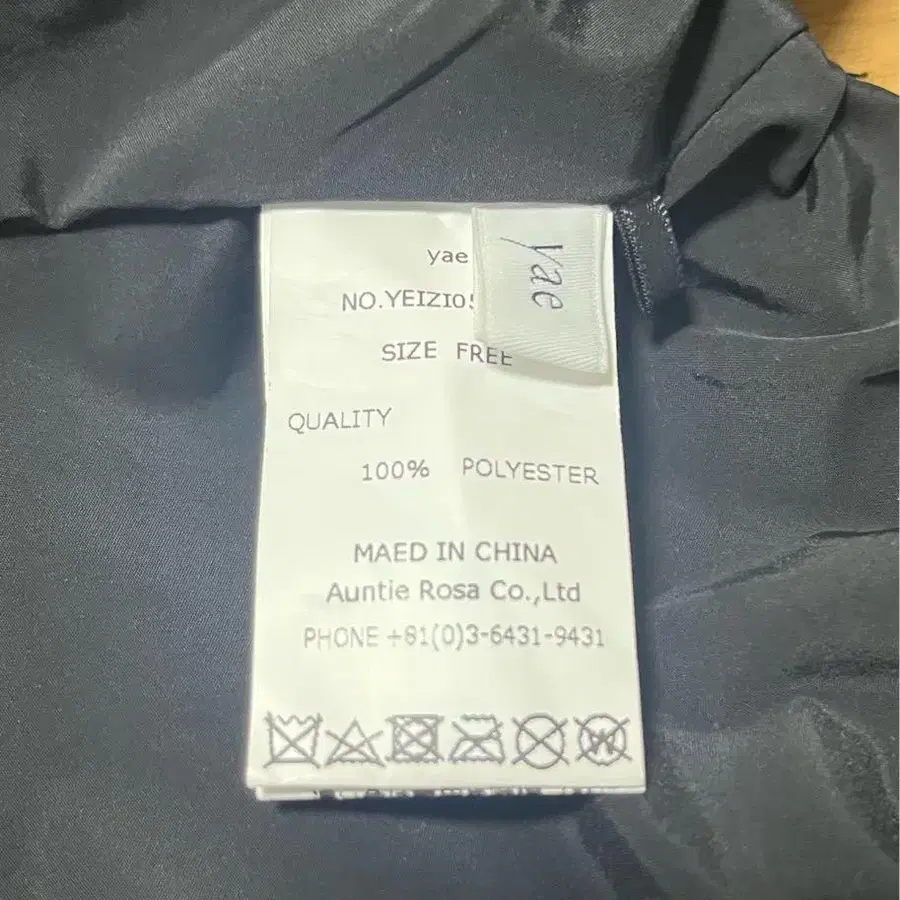 yae
yae
NO.YEIZI05
SIZE FREE
QUALITY
100% POLYESTER
MAED IN CHINA
Auntie Rosa Co.,Ltd
PHONE +81(0)3-6431-9431
W